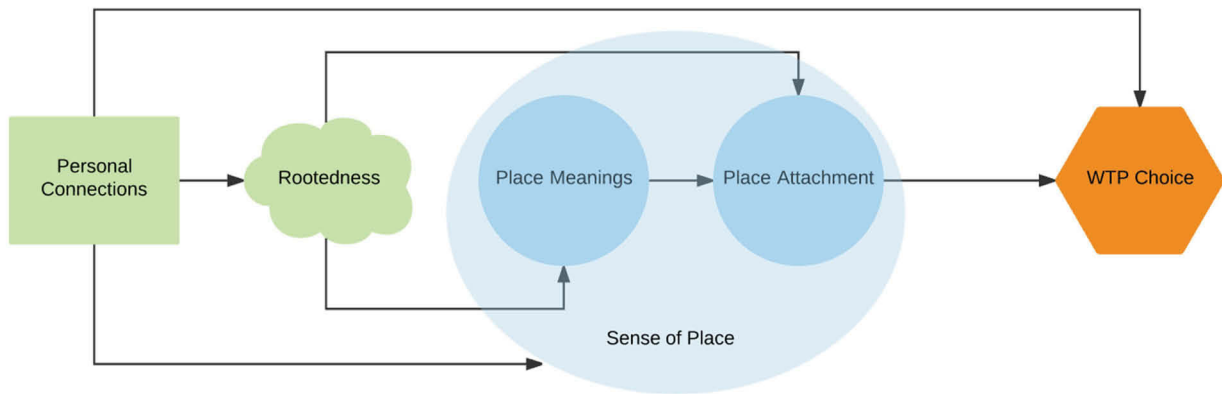 Personal
Connections
Rootedness
Place Meanings
Place Attachment
WTP Choice
Sense of Place